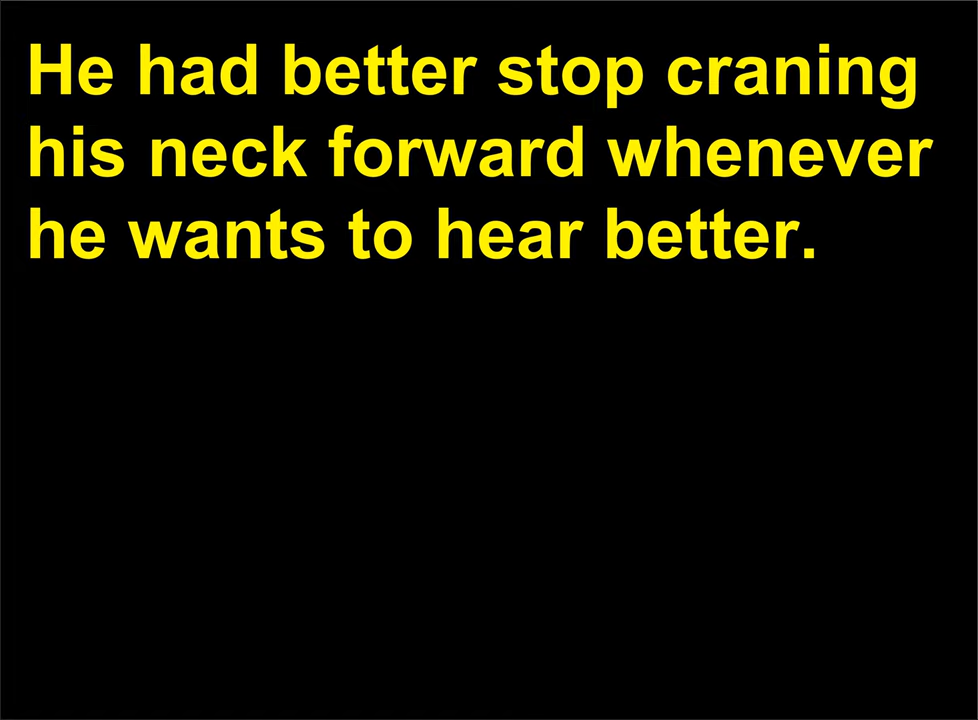 He had better stop craning
his neck forward whenever
he wants to hear better.